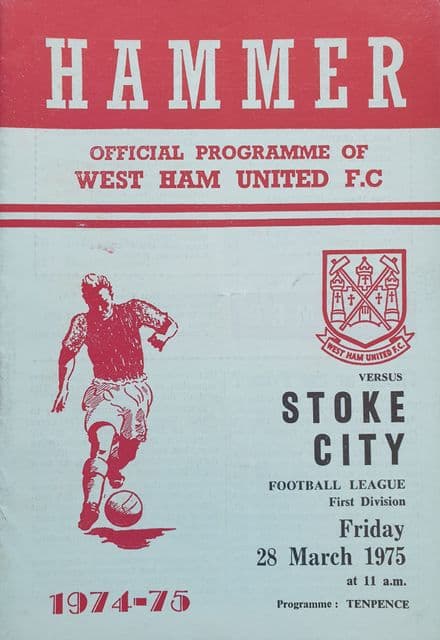 HAMMER
OFFICIAL PROGRAMME OF
WEST HAM UNITED F.C
WEST HAM UNITED F.C.
VERSUS
STOKE
CITY
FOOTBALL LEAGUE
First Division
Friday
28 March 1975
at 11 a.m.
1974-75
Programme : TENPENCE